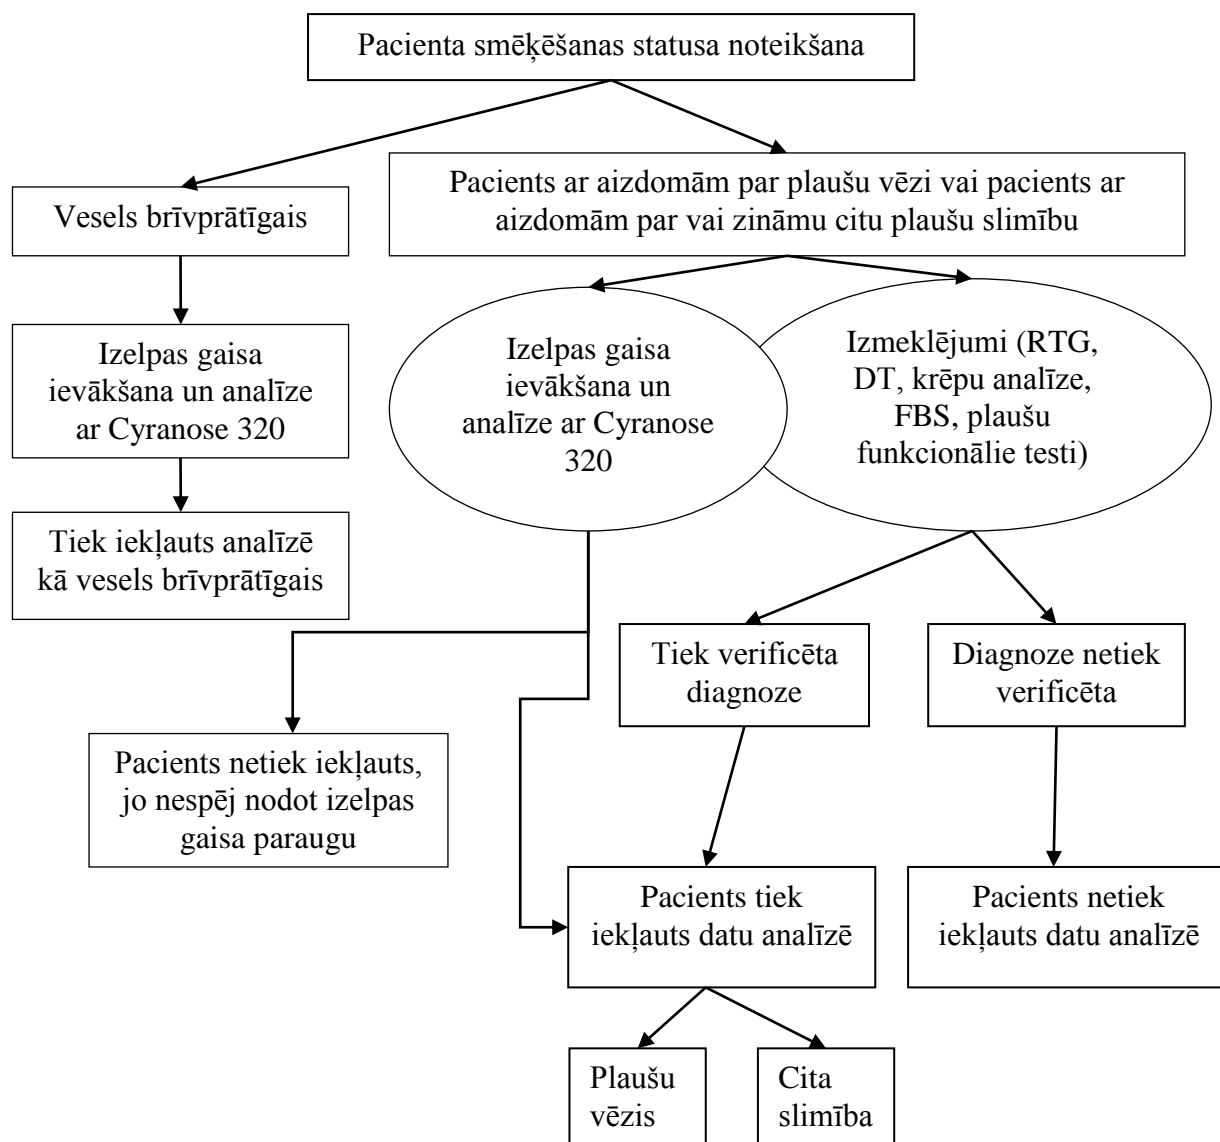 Pacienta smēķēšanas statusa noteikšana
Vesels brīvprātīgais
Pacients ar aizdomām par plaušu vēzi vai pacients ar
aizdomām par vai zināmu citu plaušu slimību
Izelpas gaisa
ievākšana un analīze
ar Cyranose 320
Izelpas gaisa
ievākšana un
analīze ar Cyranose
320
Izmeklējumi (RTG,
DT, krēpu analīze,
FBS, plaušu
funkcionālie testi)
Tiek iekļauts analīzē
kā vesels brīvprātīgais
Tiek verificēta
diagnoze
Diagnoze netiek
verificēta
Pacients netiek iekļauts,
jo nespēj nodot izelpas
gaisa paraugu
Pacients tiek
iekļauts datu analīzē
Pacients netiek
iekļauts datu analīzē
Plaušu
vēzis
Cita
slimība